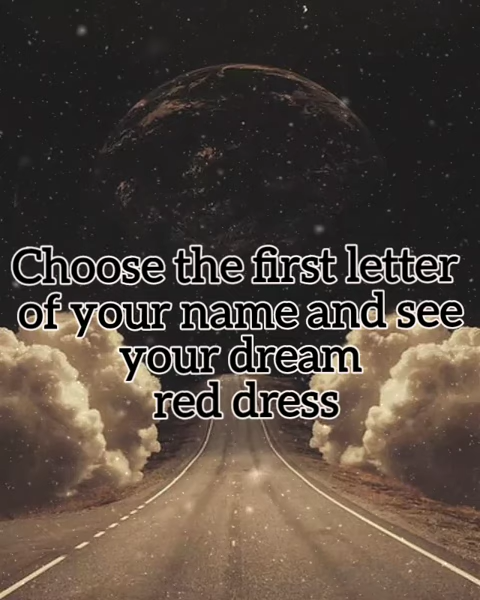 Choose the first letter
of your name and see
your dream
red dress